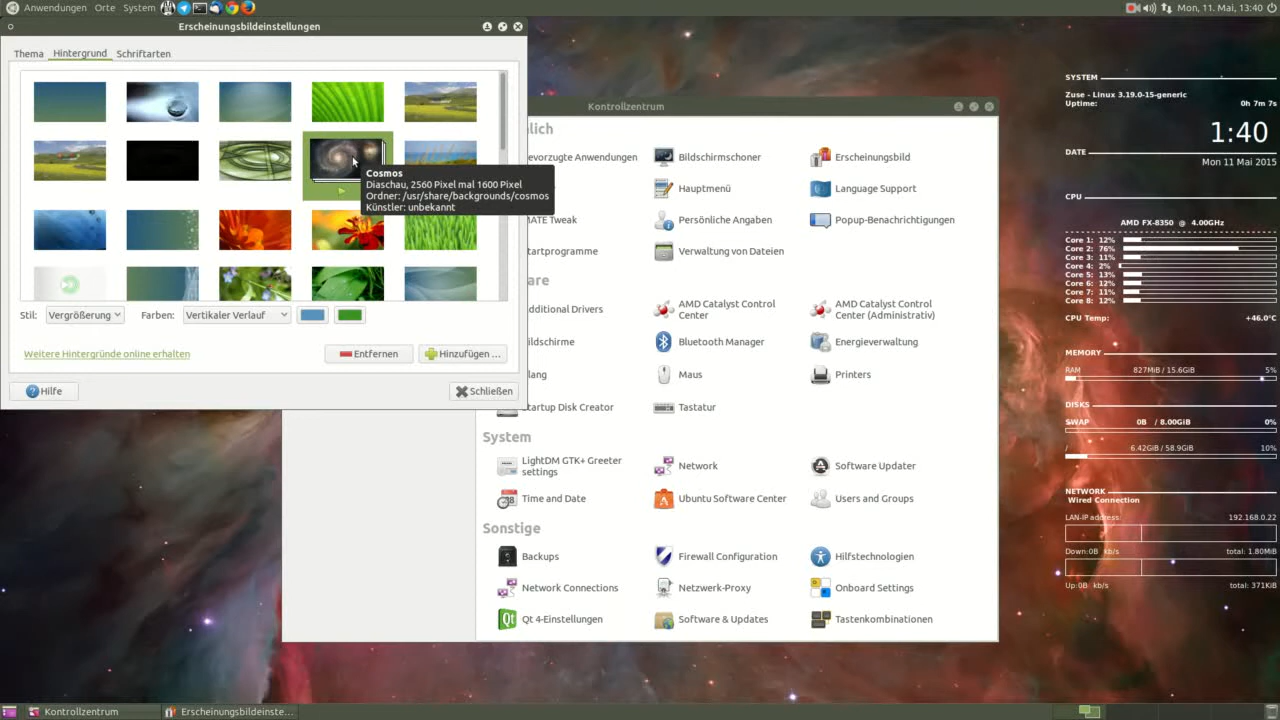 Anwendungen Orte System
Mon, 11. Mai, 13:40
Erscheinungsbildeinstellungen
Thema Hintergrund Schriftarten
Cosmos
Diaschau, 2560 Pixel mal 1600 Pixel
Ordner: /usr/share/backgrounds/cosmos
Künstler: unbekannt
Stil: Vergrößerung Farben: Vertikaler Verlauf
Weitere Hintergründe online erhalten
Entfernen
Hinzufügen ...
Hilfe
Schließen
Kontrollzentrum
lich
evorzugte Anwendungen
Bildschirmschoner
Erscheinungsbild
Hauptmenü
Language Support
MATE Tweak
Persönliche Angaben
Popup-Benachrichtigungen
tartprogramme
Verwaltung von Dateien
are
dditional Drivers
AMD Catalyst Control
Center
AMD Catalyst Control
Center (Administrativ)
ildschirme
Bluetooth Manager
Energieverwaltung
lang
Maus
Printers
tartup Disk Creator
Tastatur
System
LightDM GTK+ Greeter
settings
Network
Software Updater
Time and Date
Ubuntu Software Center
Users and Groups
Sonstige
Backups
Firewall Configuration
Hilfstechnologien
Network Connections
Netzwerk-Proxy
Onboard Settings
Qt 4-Einstellungen
Software & Updates
Tastenkombinationen
SYSTEM
Zuse - Linux 3.19.0-15-generic
Uptime: 0h 7m 7s
1:40
DATE
Mon 11 Mai 2015
CPU
AMD FX-8350 @ 4.00GHz
Core 1: 12%
Core 2: 76%
Core 3: 11%
Core 4: 2%
Core 5: 13%
Core 6: 12%
Core 7: 11%
Core 8: 12%
CPU Temp: +46.0°C
MEMORY
RAM 827MiB / 15.6GiB 5%
DISKS
SWAP 0B / 8.00GiB 0%
/ 6.42GiB / 58.9GiB 10%
NETWORK
Wired Connection
LAN-IP address 192.168.0.22
Down:0B kb/s total: 1.80MiB
Up:0B kb/s total: 371KiB
Kontrollzentrum
Erscheinungsbildeinste...